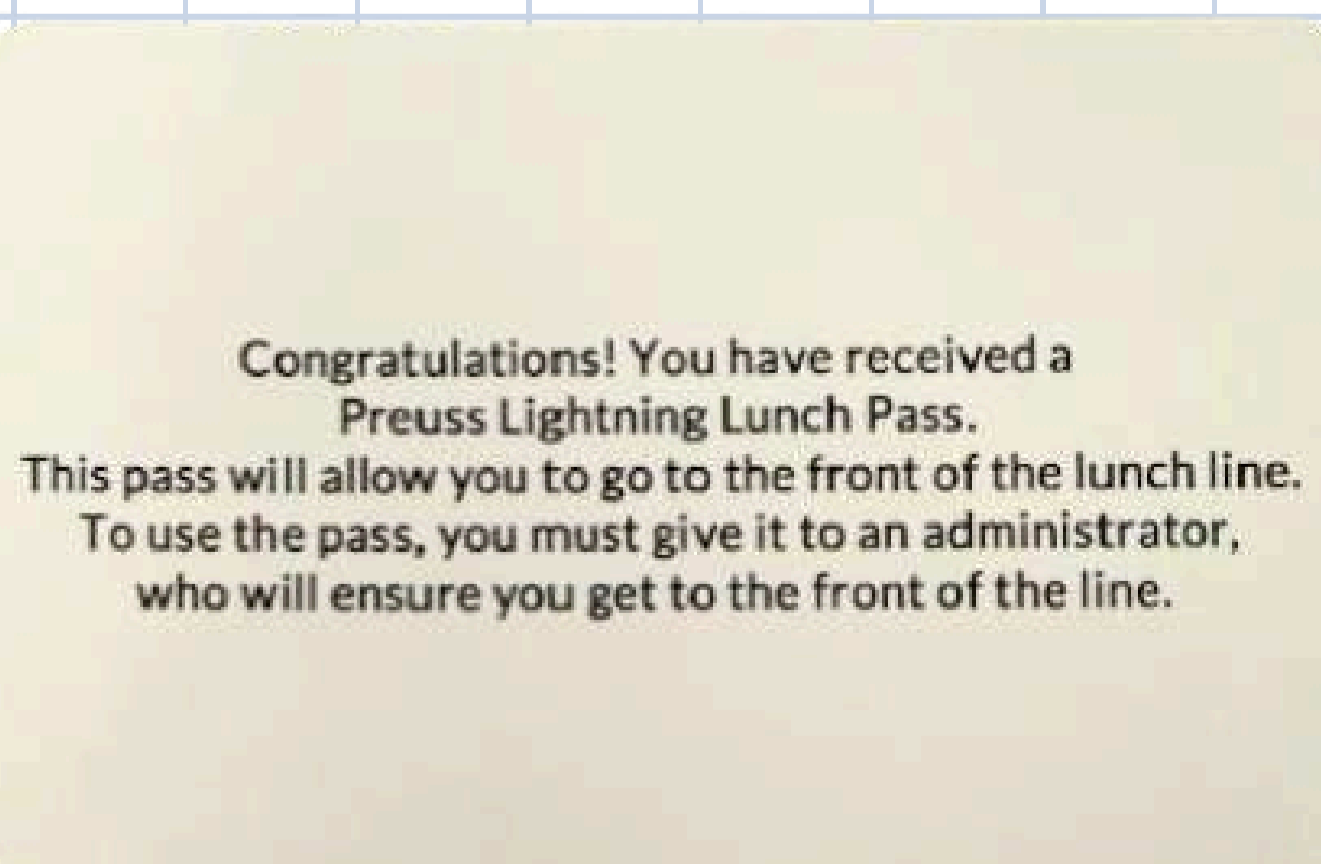 Congratulations! You have received a
Preuss Lightning Lunch Pass.
This pass will allow you to go to the front of the lunch line.
To use the pass, you must give it to an administrator,
who will ensure you get to the front of the line.